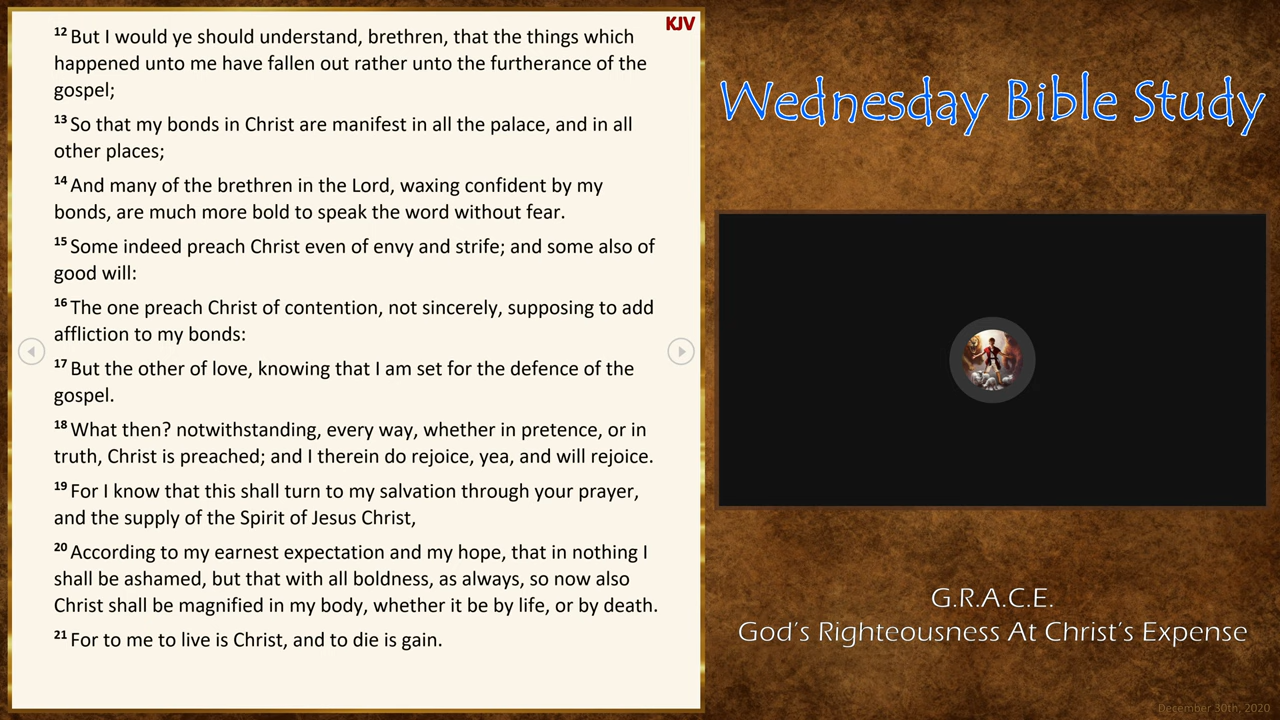 KJV
12 But I would ye should understand, brethren, that the things which
happened unto me have fallen out rather unto the furtherance of the
gospel;
13 So that my bonds in Christ are manifest in all the palace, and in all
other places;
14 And many of the brethren in the Lord, waxing confident by my
bonds, are much more bold to speak the word without fear.
15 Some indeed preach Christ even of envy and strife; and some also of
good will:
16 The one preach Christ of contention, not sincerely, supposing to add
affliction to my bonds:
17 But the other of love, knowing that I am set for the defence of the
gospel.
18 What then? notwithstanding, every way, whether in pretence, or in
truth, Christ is preached; and I therein do rejoice, yea, and will rejoice.
19 For I know that this shall turn to my salvation through your prayer,
and the supply of the Spirit of Jesus Christ,
20 According to my earnest expectation and my hope, that in nothing I
shall be ashamed, but that with all boldness, as always, so now also
Christ shall be magnified in my body, whether it be by life, or by death.
21 For to me to live is Christ, and to die is gain.
Wednesday Bible Study
G.R.A.C.E.
God's Righteousness At Christ's Expense
December 30th, 2020